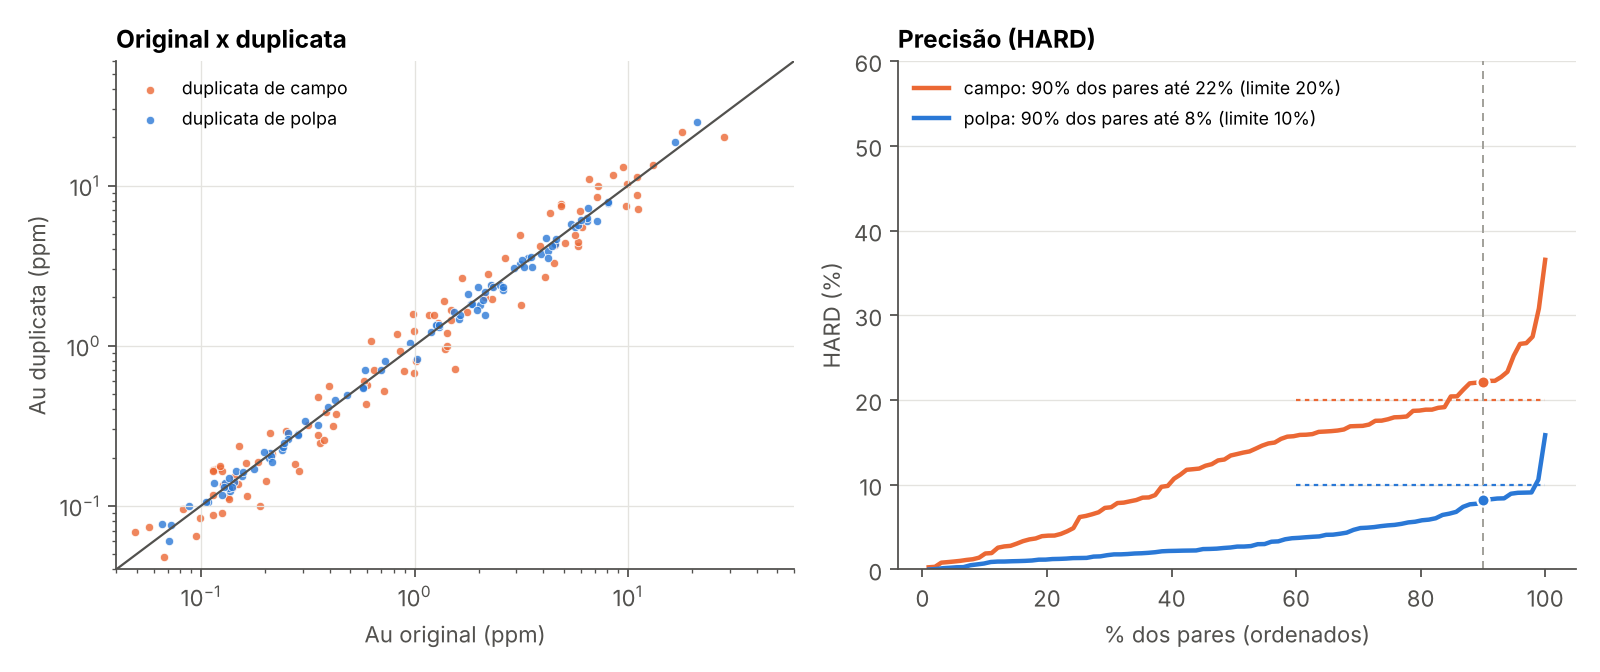 Original x duplicata
duplicata de campo
duplicata de polpa
Au duplicata (ppm)
10¹
10⁰
10⁻¹
10⁻¹
10⁰
10¹
Au original (ppm)
Precisão (HARD)
campo: 90% dos pares até 22% (limite 20%)
polpa: 90% dos pares até 8% (limite 10%)
HARD (%)
60
50
40
30
20
10
0
0
20
40
60
80
100
% dos pares (ordenados)